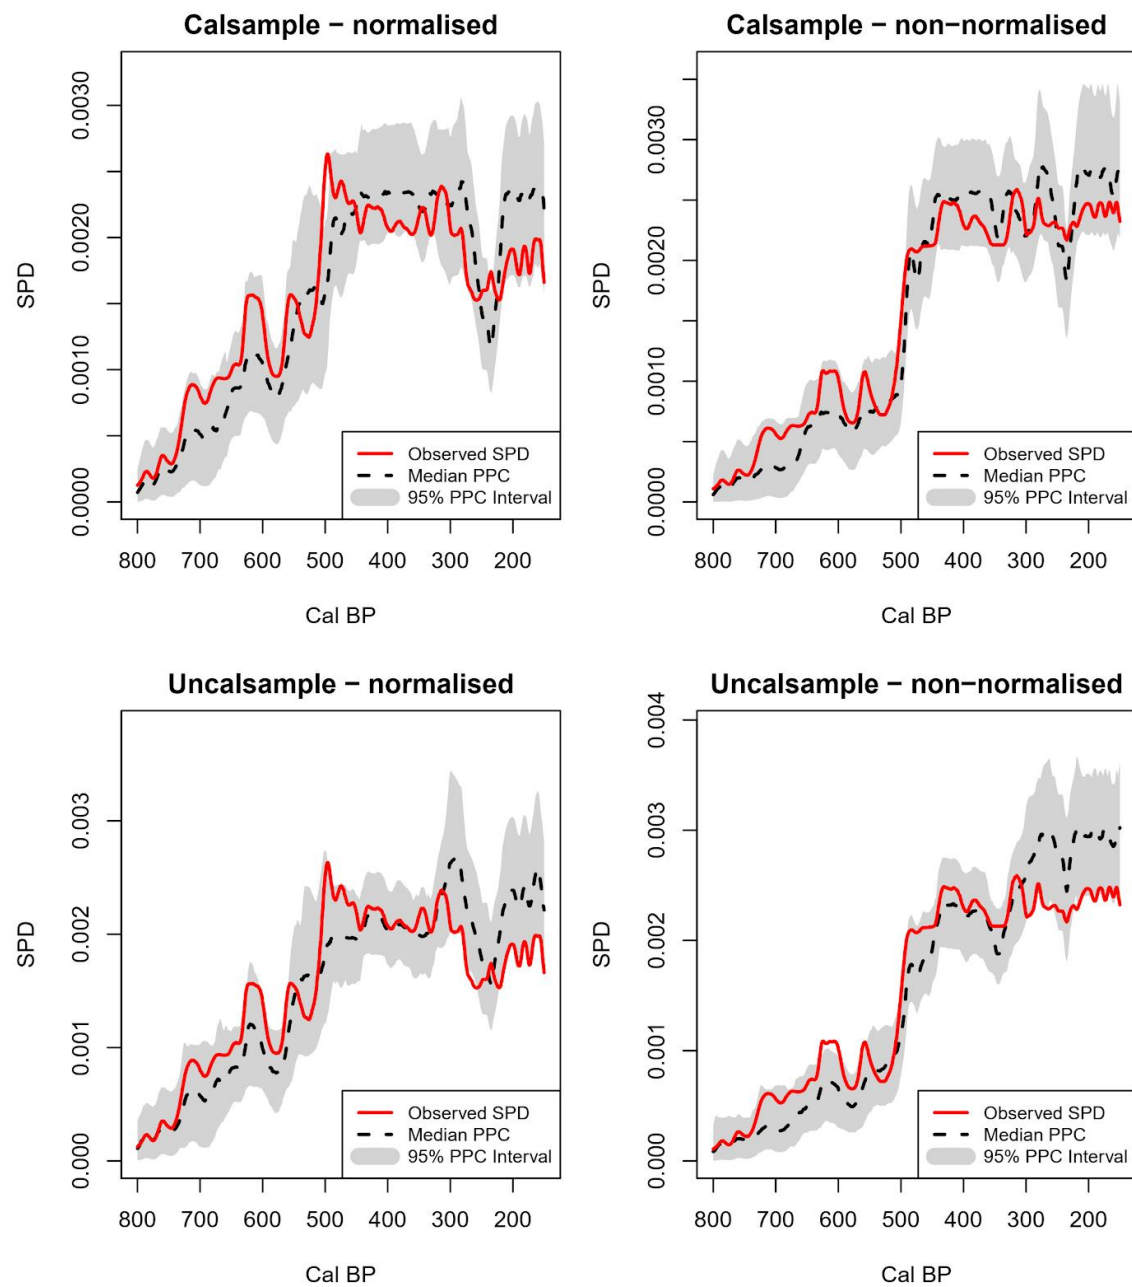 Calsample − normalised
SPD
0.0000 0.0010 0.0020 0.0030
800 700 600 500 400 300 200
Cal BP
Observed SPD
Median PPC
95% PPC Interval
Calsample − non−normalised
SPD
0.0000 0.0010 0.0020 0.0030
800 700 600 500 400 300 200
Cal BP
Observed SPD
Median PPC
95% PPC Interval
Uncalsample − normalised
SPD
0.000 0.001 0.002 0.003
800 700 600 500 400 300 200
Cal BP
Observed SPD
Median PPC
95% PPC Interval
Uncalsample − non−normalised
SPD
0.000 0.001 0.002 0.003 0.004
800 700 600 500 400 300 200
Cal BP
Observed SPD
Median PPC
95% PPC Interval